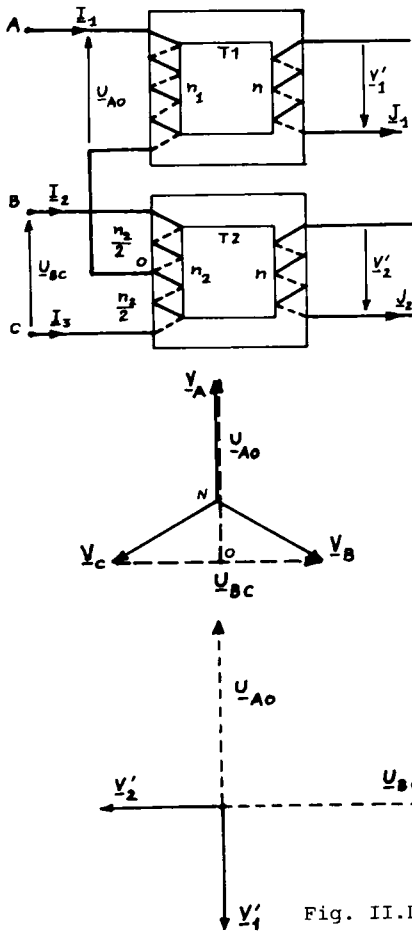 A I1 T1
U_AO n1 n V'1
J1
B I2 T2
n2/2 O n2 n V'2
U_BC n2/2
C I3 J2
V_A
U_AO
N
V_C O V_B
U_BC
U_AO
V'2 U_BC
V'1 Fig. II.